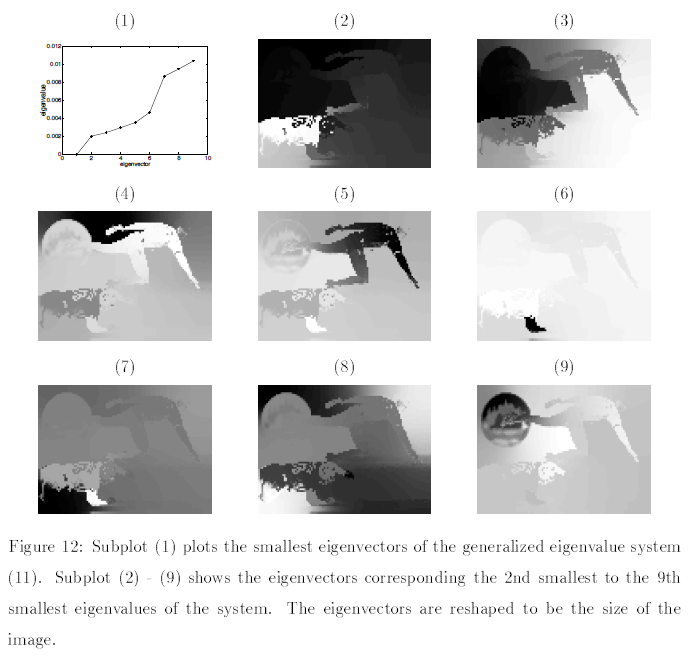 (1)
(2)
(3)
0.012
0.01
0.008
0.006
0.004
0.002
0
eigenvalue
0 2 4 6 8 10
eigenvector
(4)
(5)
(6)
(7)
(8)
(9)
Figure 12: Subplot (1) plots the smallest eigenvectors of the generalized eigenvalue system
(11). Subplot (2) - (9) shows the eigenvectors corresponding the 2nd smallest to the 9th
smallest eigenvalues of the system. The eigenvectors are reshaped to be the size of the
image.